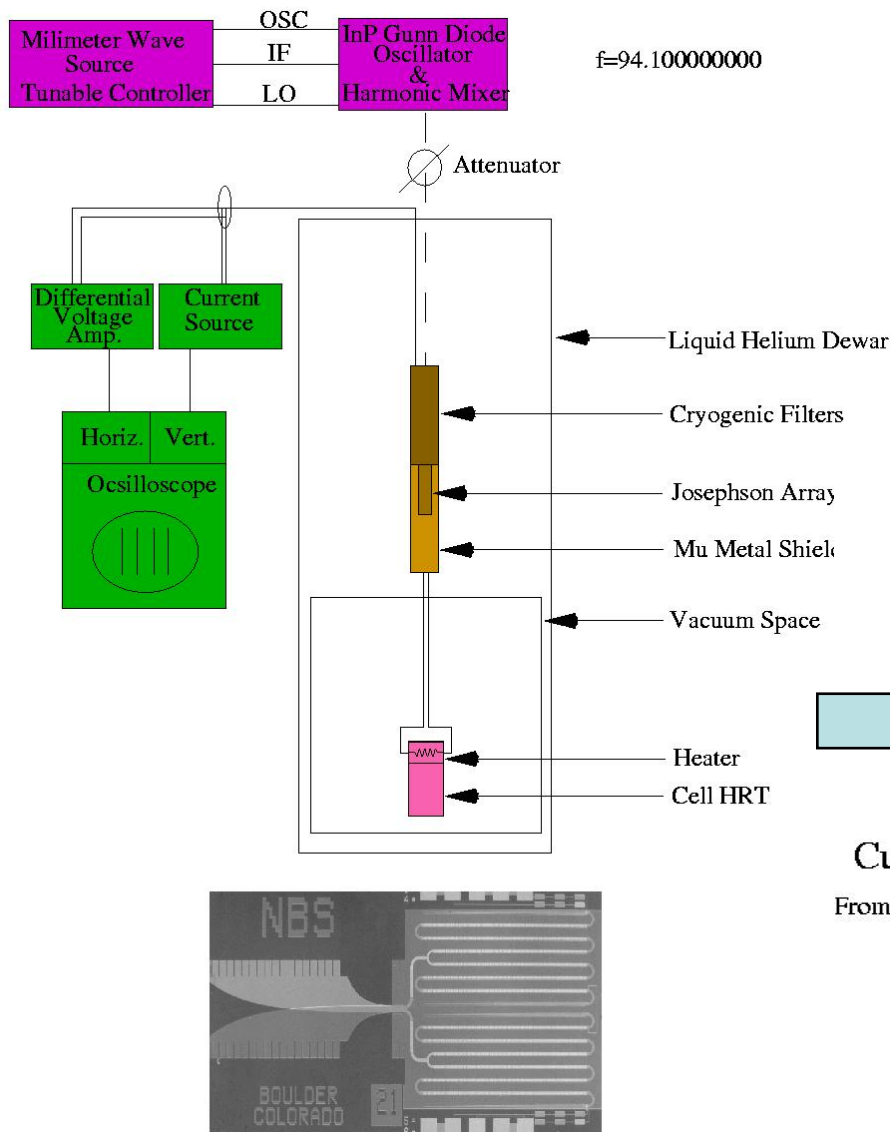 OSC
Milimeter Wave
Source
Tunable Controller
IF
LO
InP Gunn Diode
Oscillator
&
Harmonic Mixer
f=94.100000000
Attenuator
Differential
Voltage
Amp.
Current
Source
Horiz.
Vert.
Ocsilloscope
Liquid Helium Dewar
Cryogenic Filters
Josephson Array
Mu Metal Shield
Vacuum Space
Heater
Cell HRT
Cu
From
NBS
BOULDER
COLORADO
21